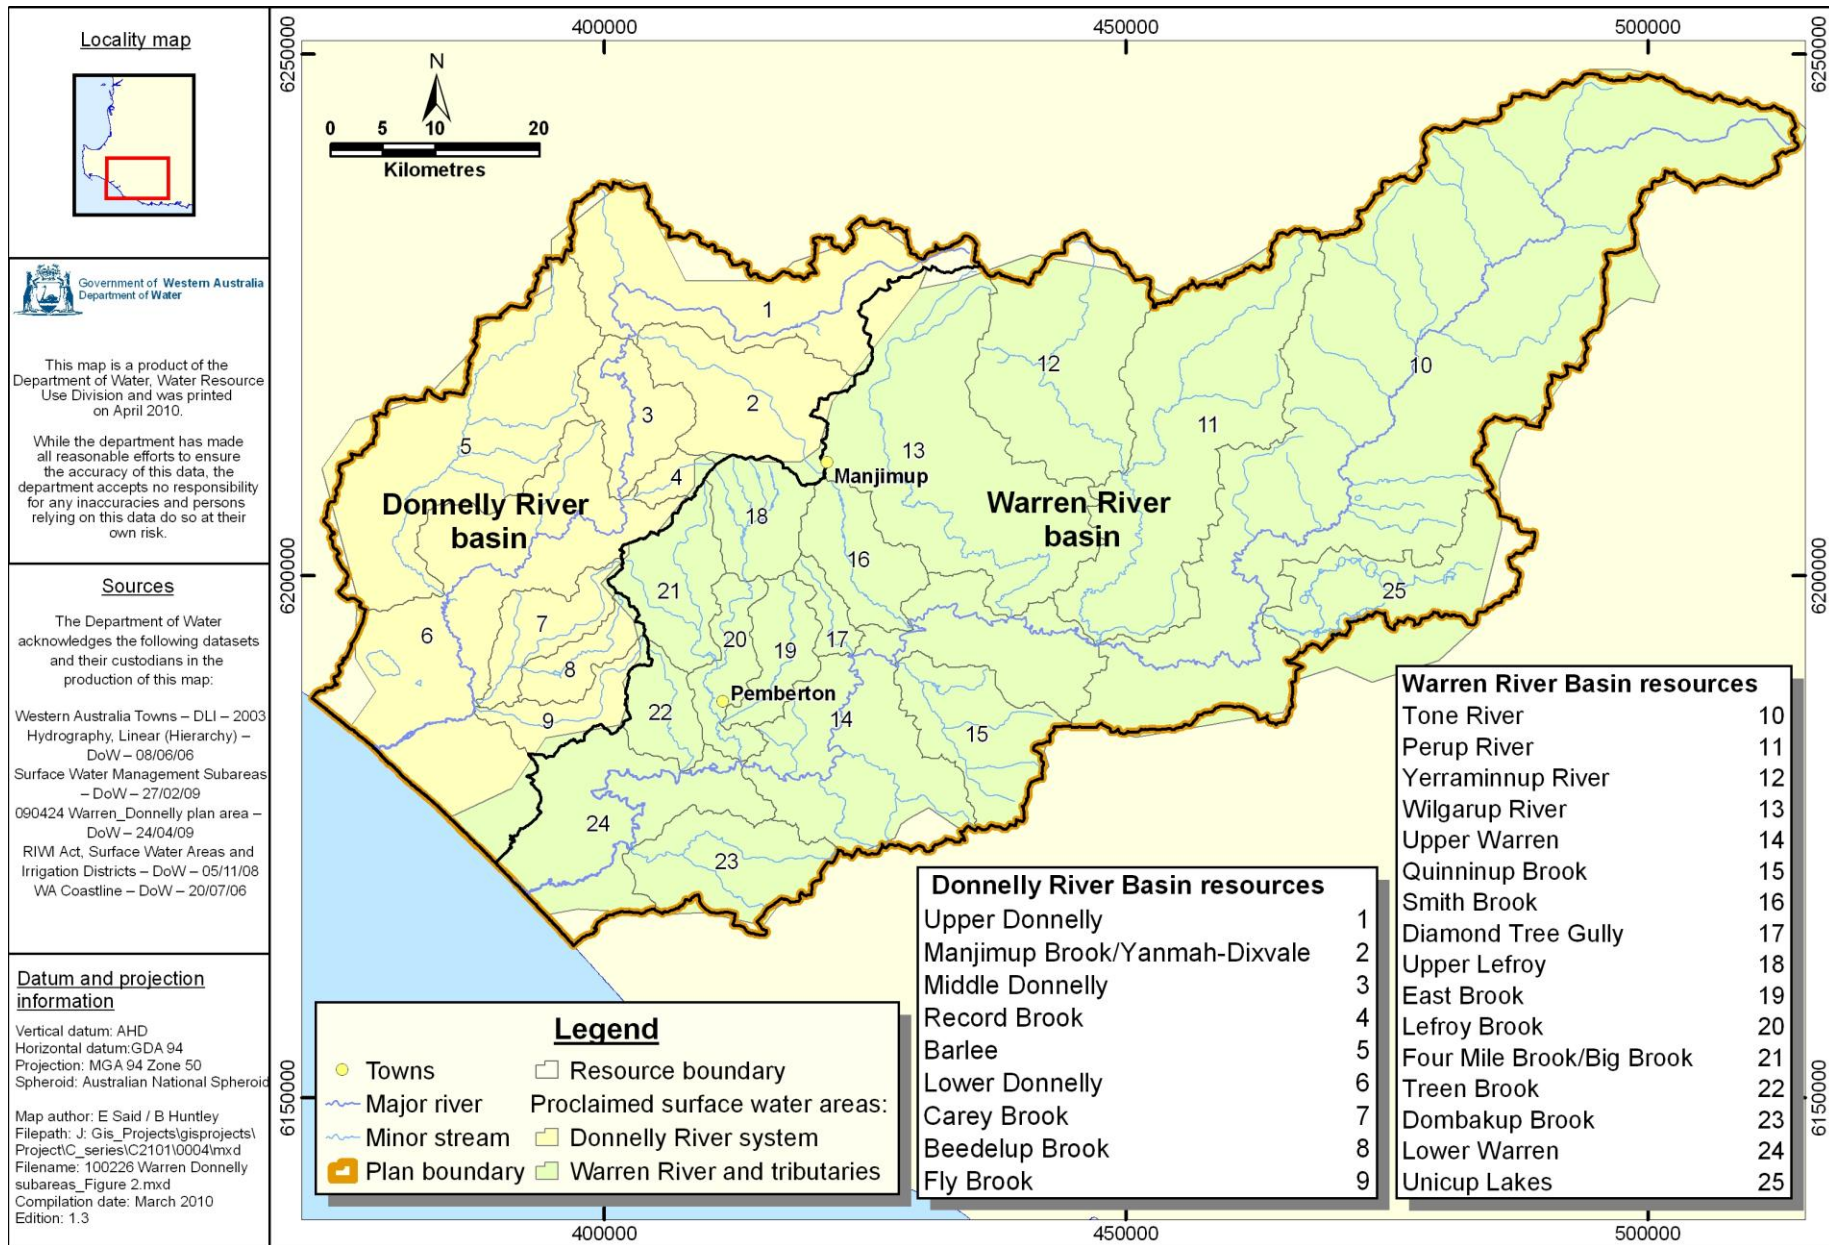 Locality map
Government of Western Australia
Department of Water
This map is a product of the
Department of Water, Water Resource
Use Division and was printed
on April 2010.
While the department has made
all reasonable efforts to ensure
the accuracy of this data, the
department accepts no responsibility
for any inaccuracies and persons
relying on this data do so at their
own risk.
Sources
The Department of Water
acknowledges the following datasets
and their custodians in the
production of this map:
Western Australia Towns – DLI – 2003
Hydrography, Linear (Hierarchy) –
DoW – 08/06/06
Surface Water Management Subareas
– DoW – 27/02/09
090424 Warren_Donnelly plan area –
DoW – 24/04/09
RIWI Act, Surface Water Areas and
Irrigation Districts – DoW – 05/11/08
WA Coastline – DoW – 20/07/06
Datum and projection
information
Vertical datum: AHD
Horizontal datum:GDA 94
Projection: MGA 94 Zone 50
Spheroid: Australian National Spheroid
Map author: E Said / B Huntley
Filepath: J: Gis_Projects\gisprojects\
Project\C_series\C2101\0004\mxd
Filename: 100226 Warren Donnelly
subareas_Figure 2.mxd
Compilation date: March 2010
Edition: 1.3
400000
450000
500000
6250000
6250000
N
0 5 10 20
Kilometres
1
12
10
2
3
11
5
13
4
Manjimup
Donnelly River
basin
Warren River
basin
18
16
6200000
6200000
21
25
7
6
20
19
17
8
Pemberton
9
22
14
15
24
23
6150000
6150000
Legend
Towns
Major river
Minor stream
Plan boundary
Resource boundary
Proclaimed surface water areas:
Donnelly River system
Warren River and tributaries
Donnelly River Basin resources
Upper Donnelly 1
Manjimup Brook/Yanmah-Dixvale 2
Middle Donnelly 3
Record Brook 4
Barlee 5
Lower Donnelly 6
Carey Brook 7
Beedelup Brook 8
Fly Brook 9
Warren River Basin resources
Tone River 10
Perup River 11
Yerraminnup River 12
Wilgarup River 13
Upper Warren 14
Quinninup Brook 15
Smith Brook 16
Diamond Tree Gully 17
Upper Lefroy 18
East Brook 19
Lefroy Brook 20
Four Mile Brook/Big Brook 21
Treen Brook 22
Dombakup Brook 23
Lower Warren 24
Unicup Lakes 25
400000
450000
500000